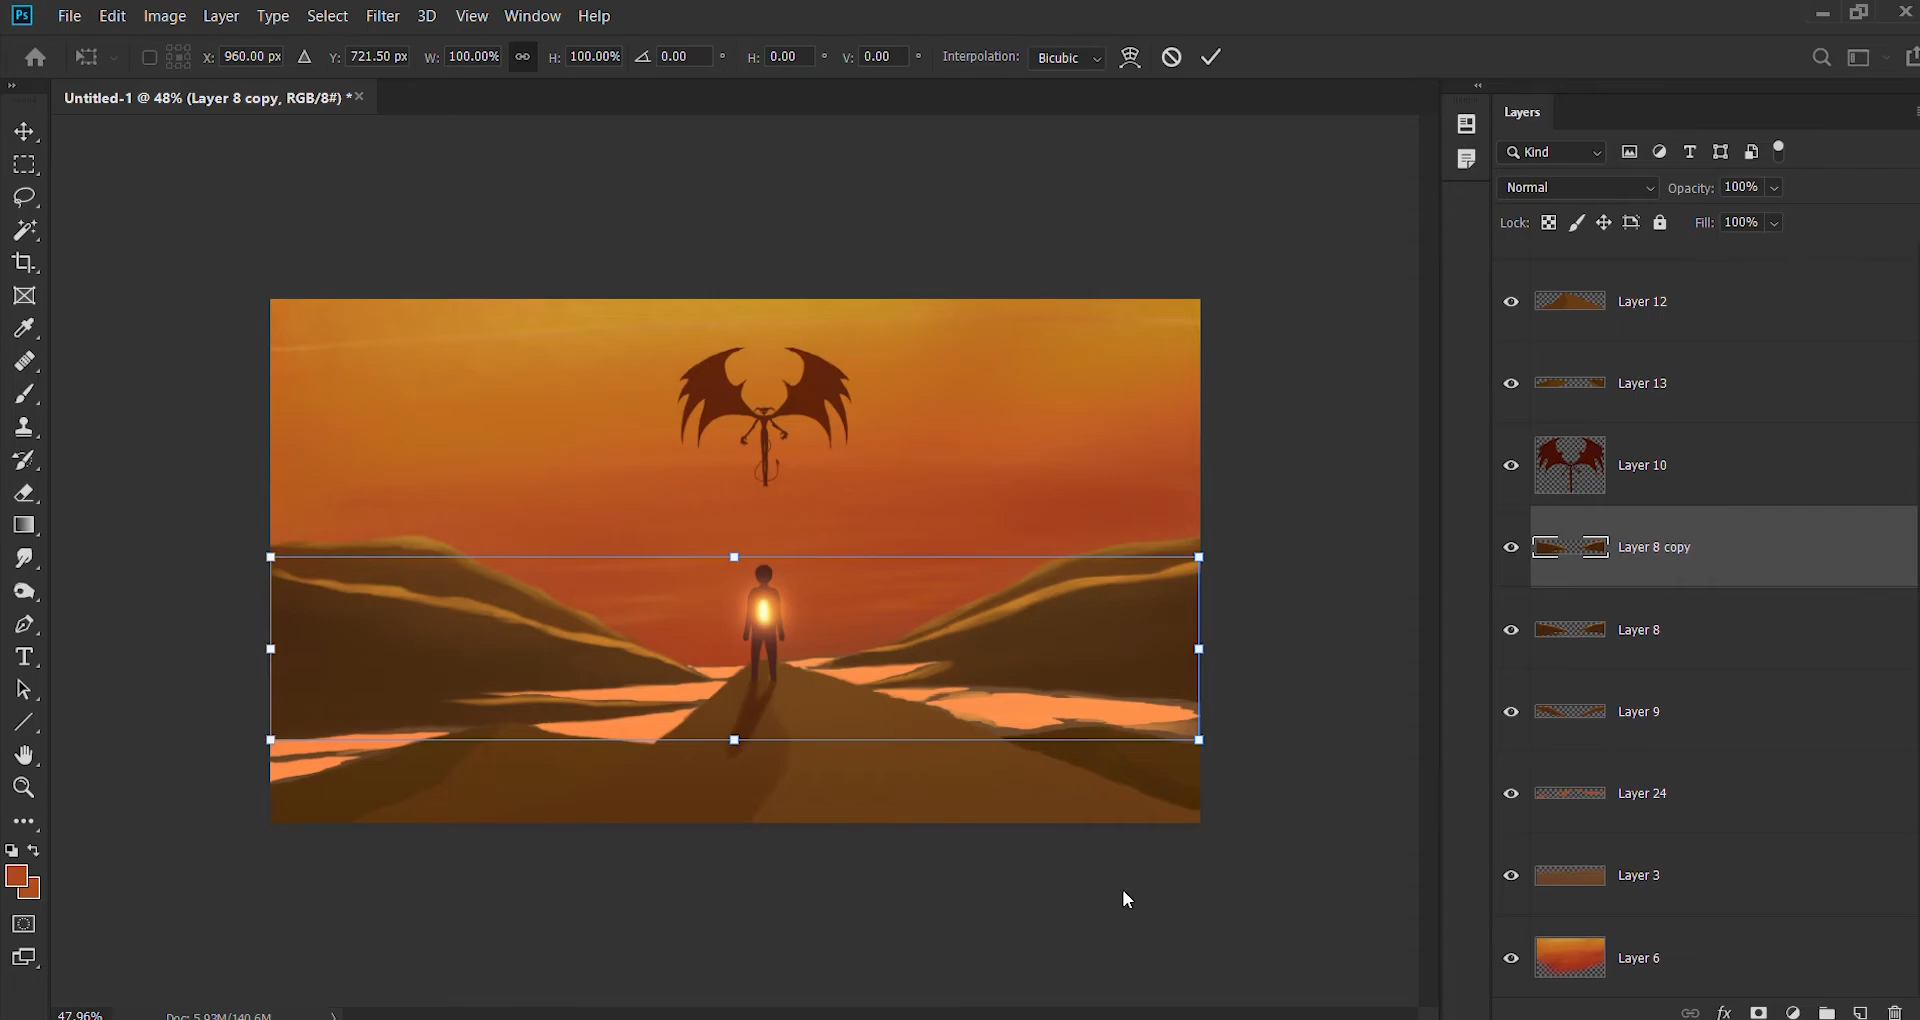 Ps File Edit Image Layer Type Select Filter 3D View Window Help
X: 960.00 px Y: 721.50 px W: 100.00% H: 100.00% 0.00 ° H: 0.00 ° V: 0.00 ° Interpolation: Bicubic
Untitled-1 @ 48% (Layer 8 copy, RGB/8#) *
Layers
Kind
Normal Opacity: 100%
Lock: Fill: 100%
Layer 12
Layer 13
Layer 10
Layer 8 copy
Layer 8
Layer 9
Layer 24
Layer 3
Layer 6
47.96% Doc: 5.93M/140.6M